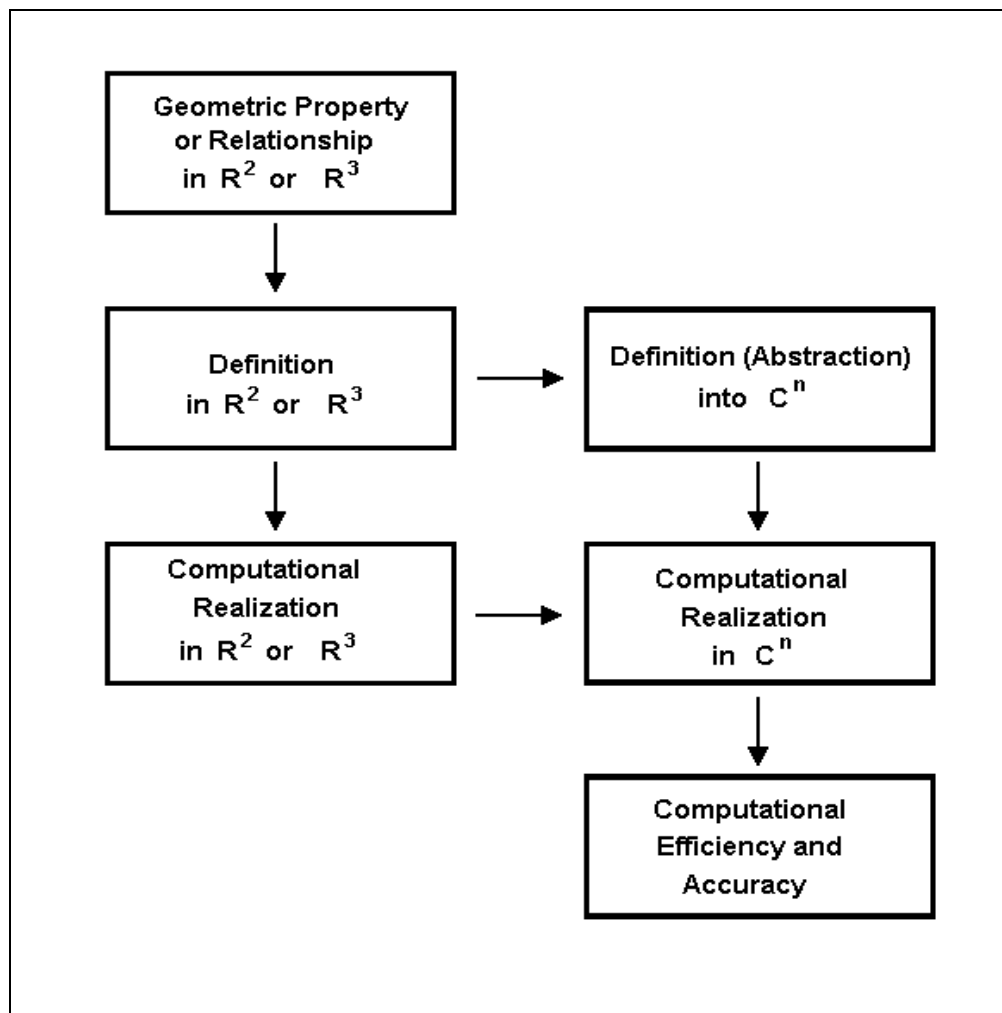 Geometric Property
or Relationship
in R² or R³
Definition
in R² or R³
Definition (Abstraction)
into Cⁿ
Computational
Realization
in R² or R³
Computational
Realization
in Cⁿ
Computational
Efficiency and
Accuracy